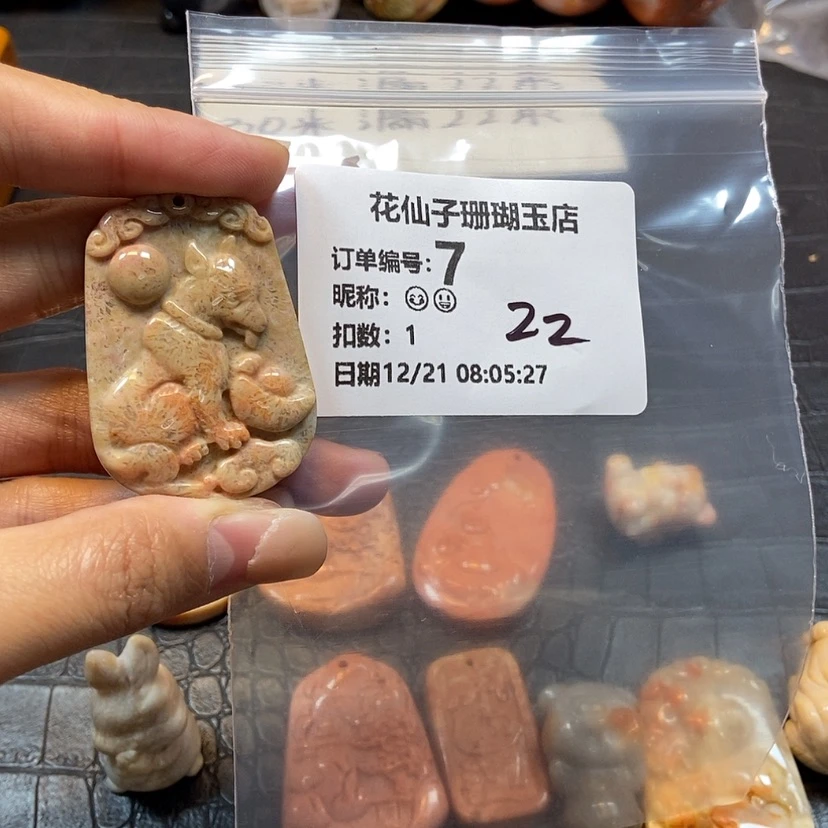 花仙子珊瑚玉店
订单编号:7
昵称：😋😃
扣数：1
22
日期12/21 08:05:27